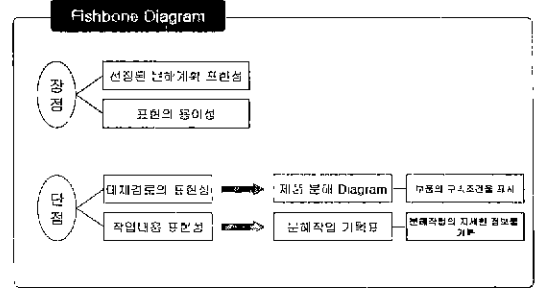 Fishbone Diagram
장점
선정된 분해계획 표현성
표현의 용이성
단점
대체경로의 표현성
제품 분해 Diagram
부품의 구속조건을 표시
작업내용 표현성
분해작업 기록표
분해작업의 자세한 정보를
기록